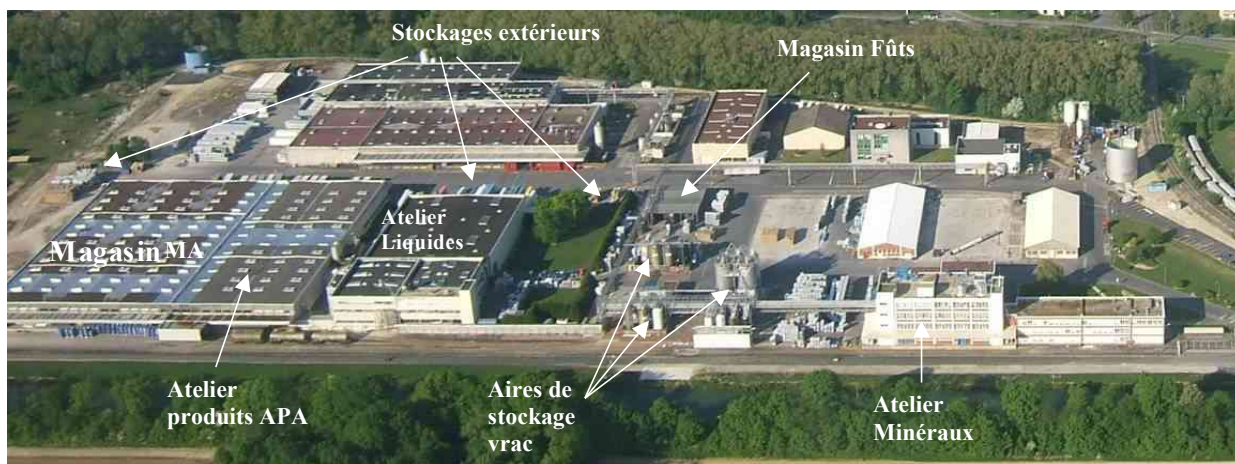 Stockages extérieurs
Magasin Fûts
Atelier
Liquides
Magasin MA
Atelier
produits APA
Aires de
stockage
vrac
Atelier
Minéraux